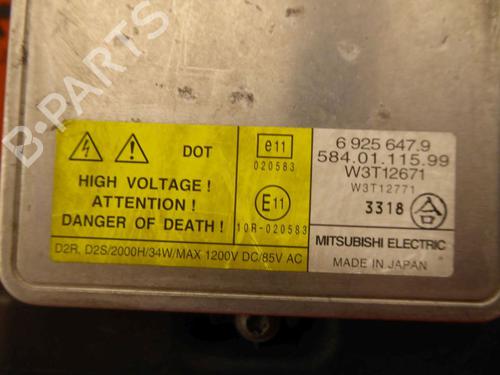 B-PARTS
DOT
HIGH VOLTAGE !
ATTENTION !
DANGER OF DEATH !
D2R, D2S/2000H/34W/MAX 1200V DC/85V AC
e11
020583
E11
10R-020583
6 925 647.9
584.01.115.99
W3T12671
W3T12771
3318 合
MITSUBISHI ELECTRIC
MADE IN JAPAN